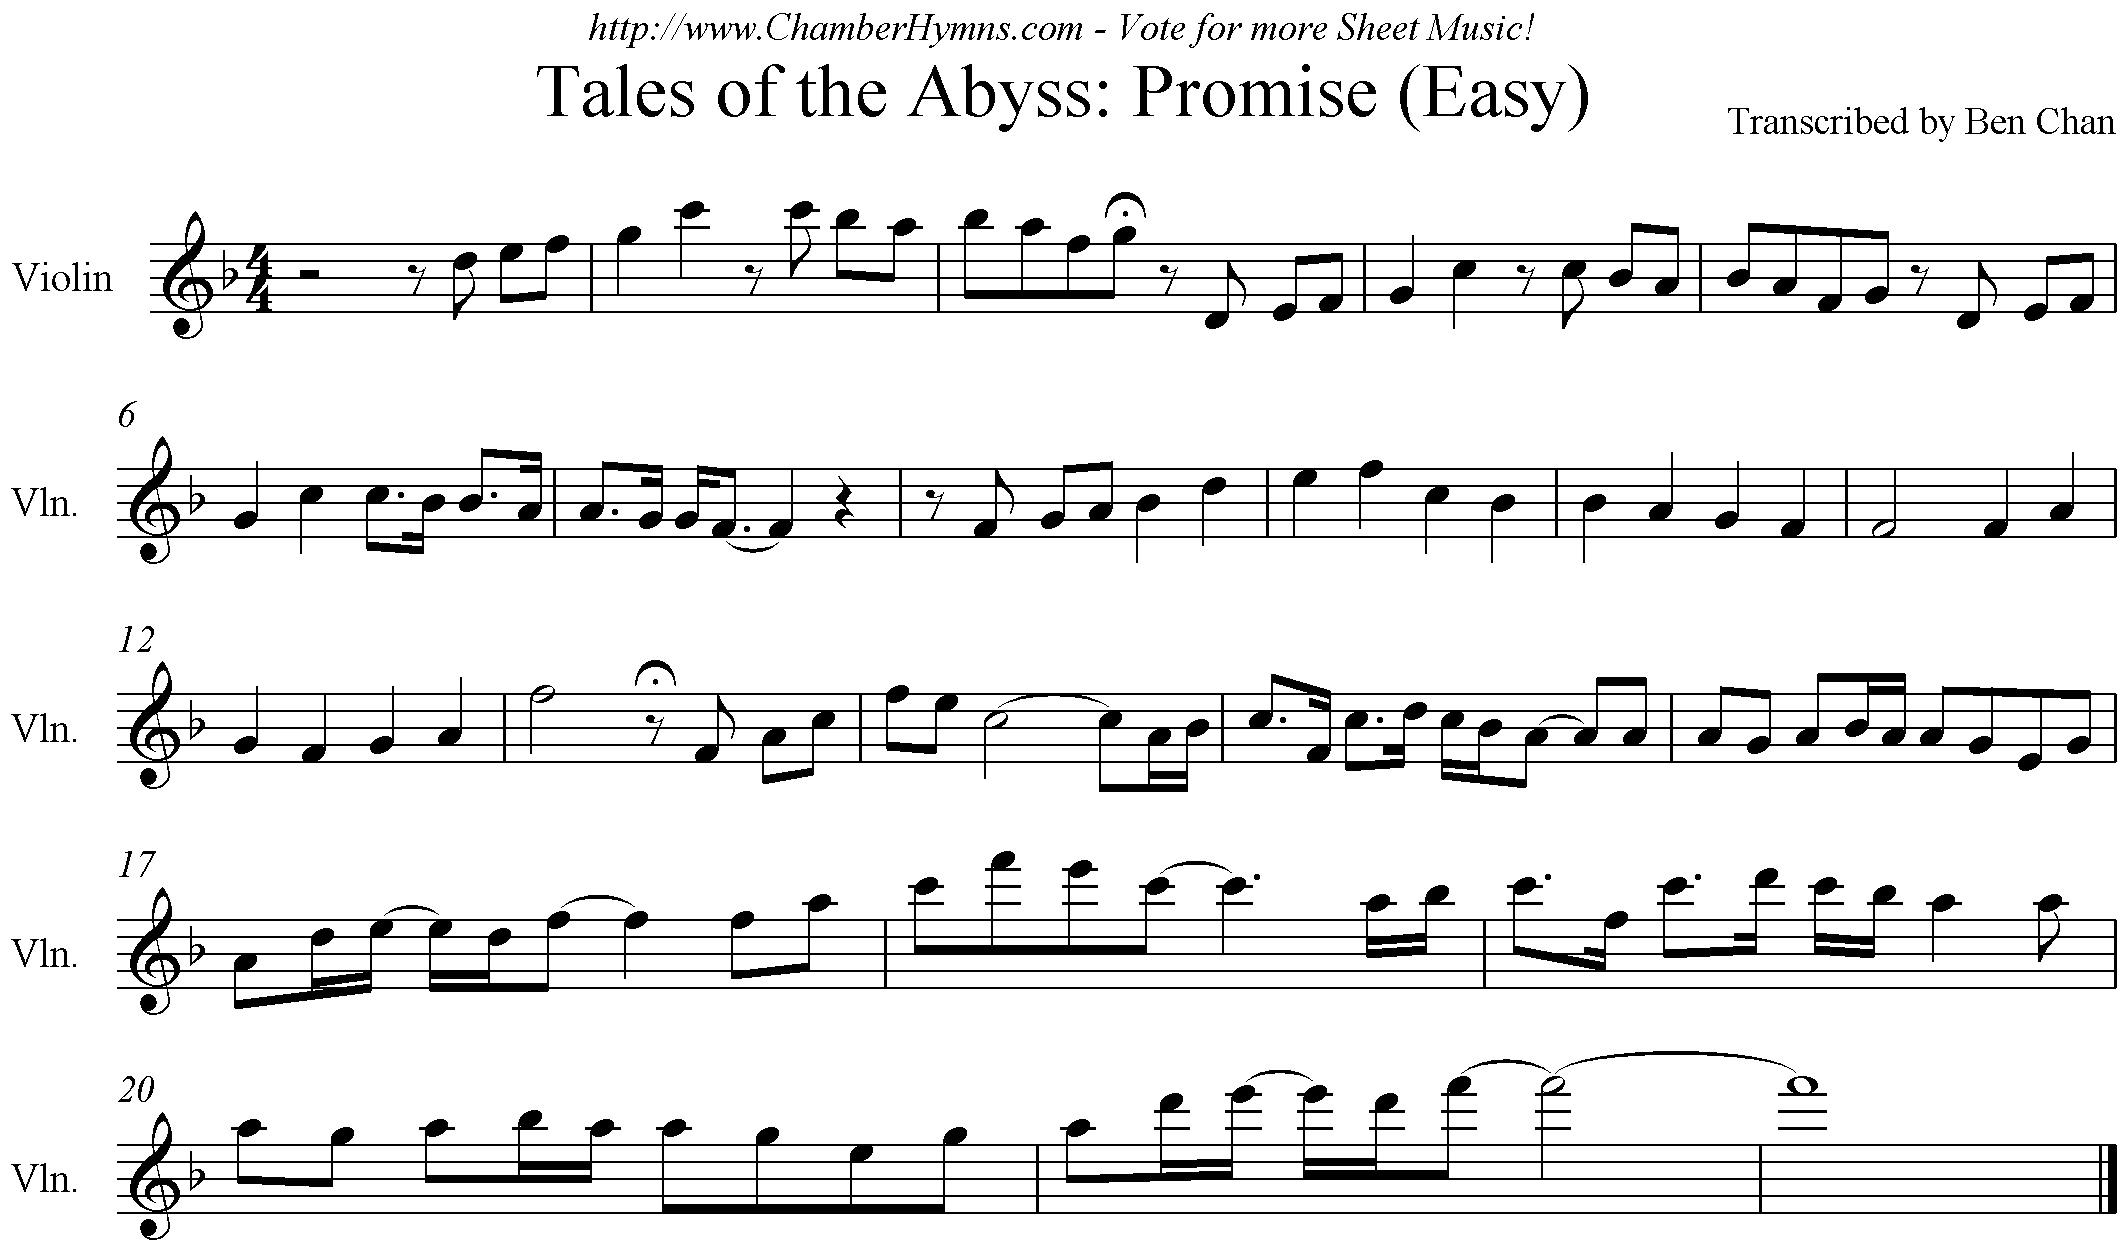 http://www.ChamberHymns.com - Vote for more Sheet Music!
Tales of the Abyss: Promise (Easy)
Transcribed by Ben Chan
Violin
4
4
6
Vln.
12
Vln.
17
Vln.
20
Vln.